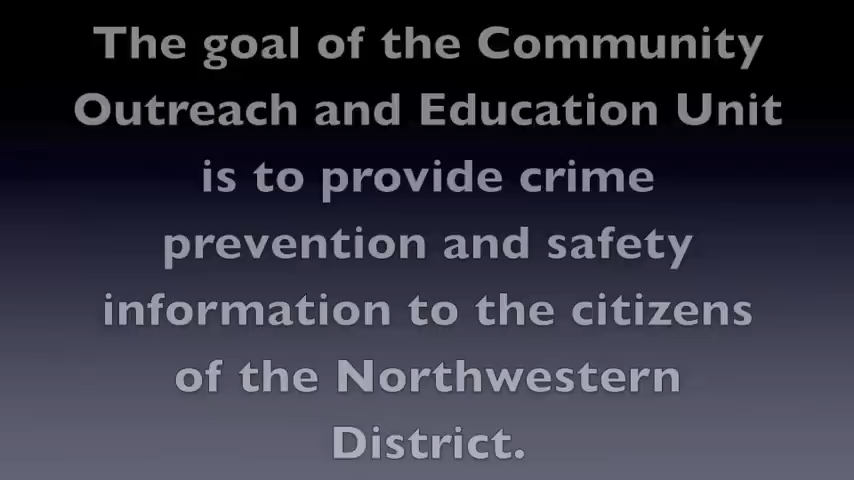 The goal of the Community
Outreach and Education Unit
is to provide crime
prevention and safety
information to the citizens
of the Northwestern
District.